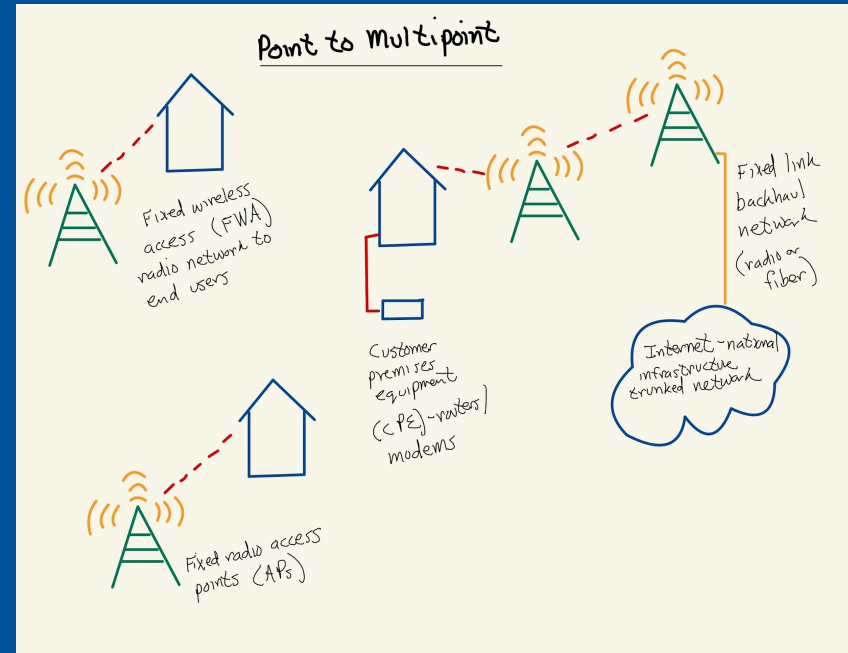 Point to Multipoint
Fixed wireless
access (FWA)
radio network to
end users
Fixed link
backhaul
network
(radio or
fiber)
Customer
premises
equipment
(CPE)-routers/
modems
Internet-national
infrastructure
trunked network
Fixed radio access
points (APs)